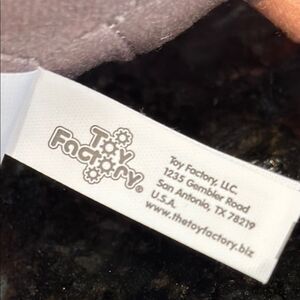 Toy
Factory®
Toy Factory, LLC.
1235 Gembler Road
San Antonio, TX 78219
U.S.A.
www.thetoyfactory.biz